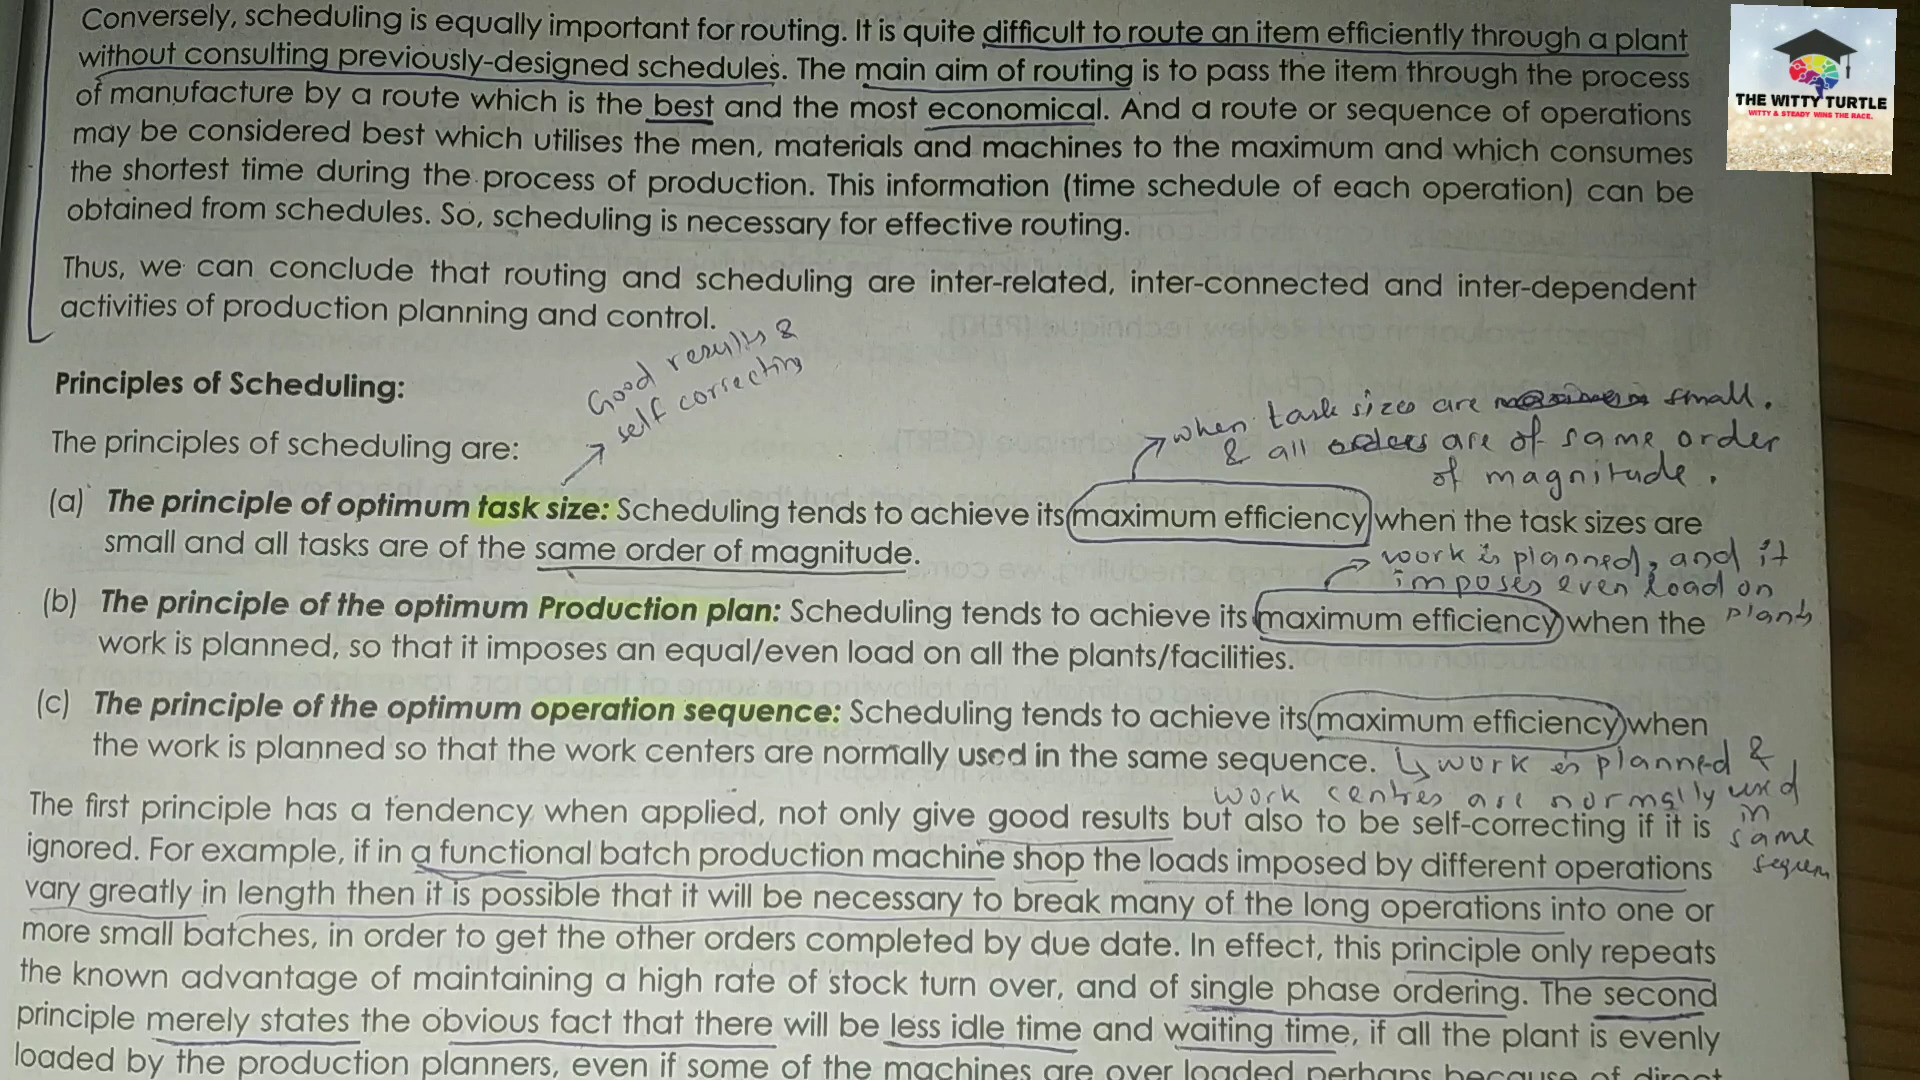 Conversely, scheduling is equally important for routing. It is quite difficult to route an item efficiently through a plant
without consulting previously-designed schedules. The main aim of routing is to pass the item through the process
of manufacture by a route which is the best and the most economical. And a route or sequence of operations
may be considered best which utilises the men, materials and machines to the maximum and which consumes
the shortest time during the process of production. This information (time schedule of each operation) can be
obtained from schedules. So, scheduling is necessary for effective routing.
THE WITTY TURTLE
WITTY & STEADY WINS THE RACE.
Thus, we can conclude that routing and scheduling are inter-related, inter-connected and inter-dependent
activities of production planning and control.
Good results &
self correcting
Principles of Scheduling:
The principles of scheduling are:
when task sizes are small.
& all orders are of same order
of magnitude.
(a) The principle of optimum task size: Scheduling tends to achieve its maximum efficiency when the task sizes are
small and all tasks are of the same order of magnitude.
work is planned, and it
imposes even load on
plants
(b) The principle of the optimum Production plan: Scheduling tends to achieve its maximum efficiency when the
work is planned, so that it imposes an equal/even load on all the plants/facilities.
(c) The principle of the optimum operation sequence: Scheduling tends to achieve its maximum efficiency when
the work is planned so that the work centers are normally used in the same sequence.
work is planned &
work centres are normally used
in
same
The first principle has a tendency when applied, not only give good results but also to be self-correcting if it is
ignored. For example, if in a functional batch production machine shop the loads imposed by different operations
vary greatly in length then it is possible that it will be necessary to break many of the long operations into one or
more small batches, in order to get the other orders completed by due date. In effect, this principle only repeats
the known advantage of maintaining a high rate of stock turn over, and of single phase ordering. The second
principle merely states the obvious fact that there will be less idle time and waiting time, if all the plant is evenly
loaded by the production planners, even if some of the machines are over loaded perhaps because of direct